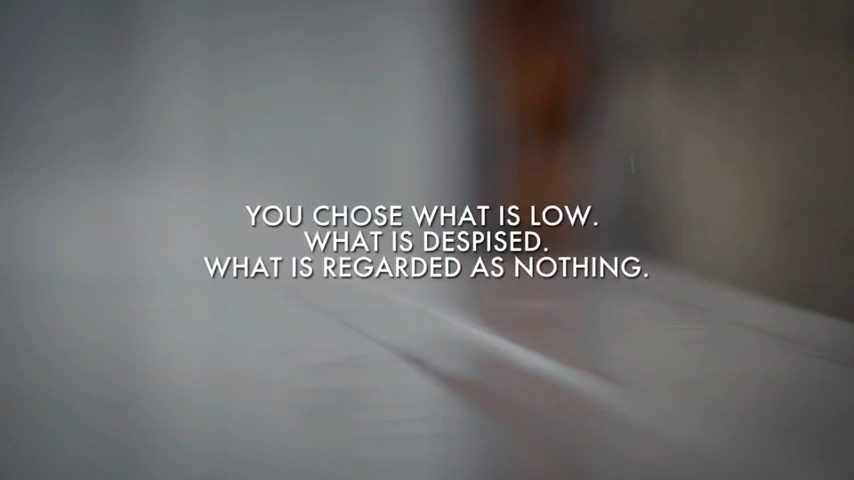 YOU CHOSE WHAT IS LOW.
WHAT IS DESPISED.
WHAT IS REGARDED AS NOTHING.